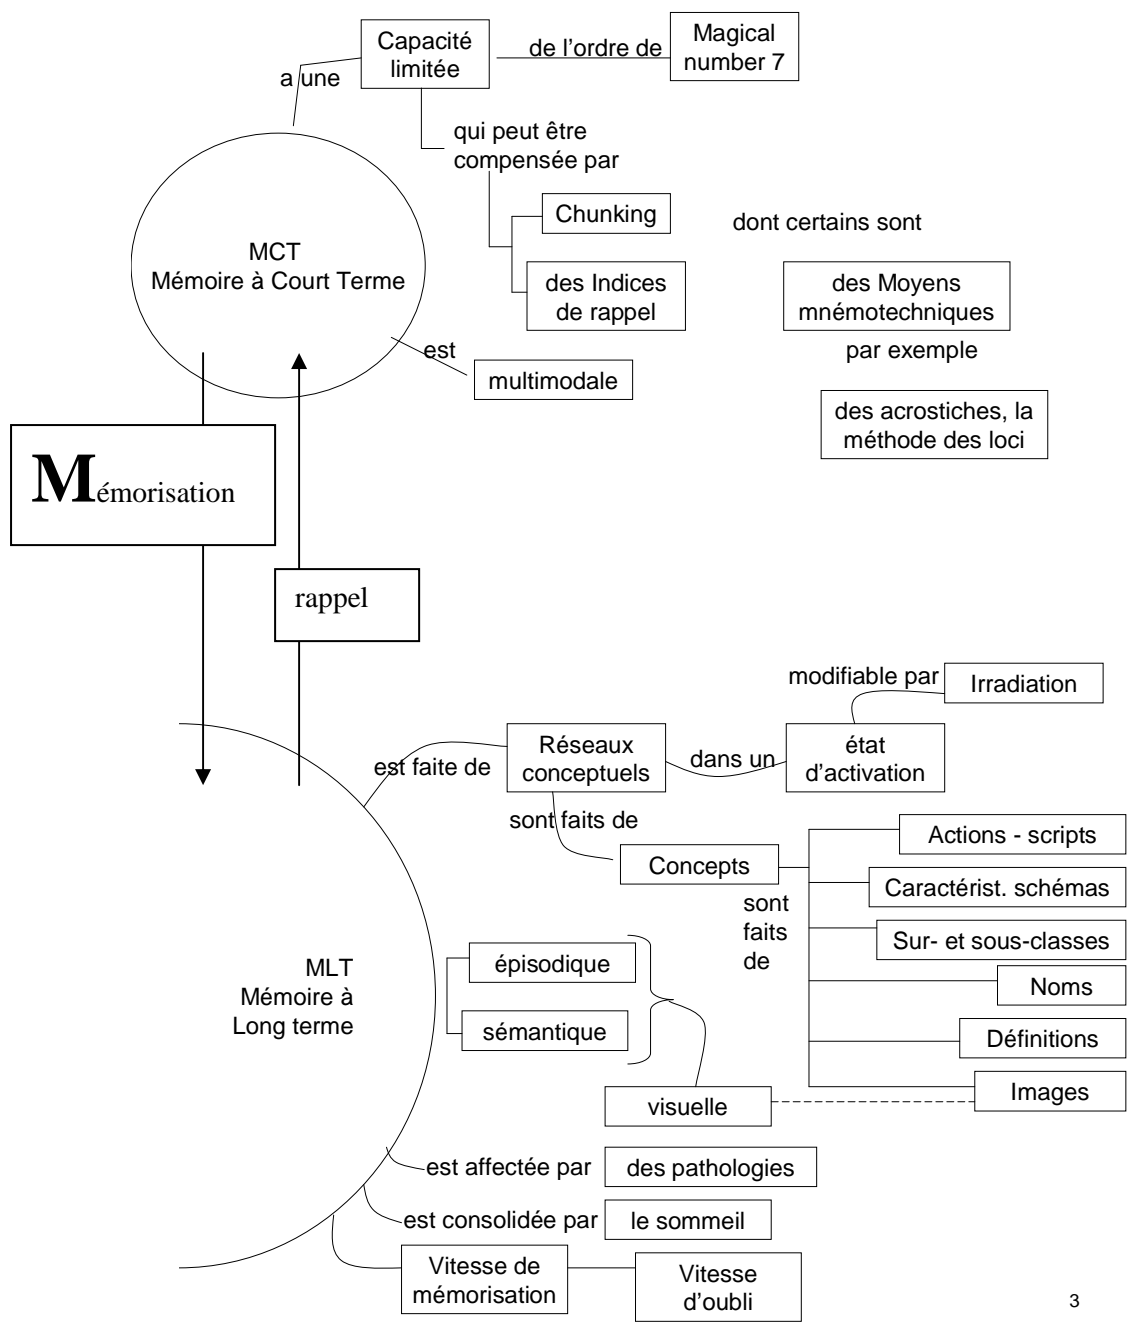 Capacité
limitée
de l’ordre de
Magical
number 7
a une
qui peut être
compensée par
Chunking
dont certains sont
MCT
Mémoire à Court Terme
des Indices
de rappel
des Moyens
mnémotechniques
est
par exemple
multimodale
des acrostiches, la
méthode des loci
Mémorisation
rappel
modifiable par
Irradiation
est faite de
Réseaux
conceptuels
dans un
état
d’activation
sont faits de
Concepts
Actions - scripts
Caractérist. schémas
sont
faits
de
Sur- et sous-classes
épisodique
MLT
Mémoire à
Long terme
Noms
sémantique
Définitions
visuelle
Images
est affectée par
des pathologies
est consolidée par
le sommeil
Vitesse de
mémorisation
Vitesse
d’oubli
3